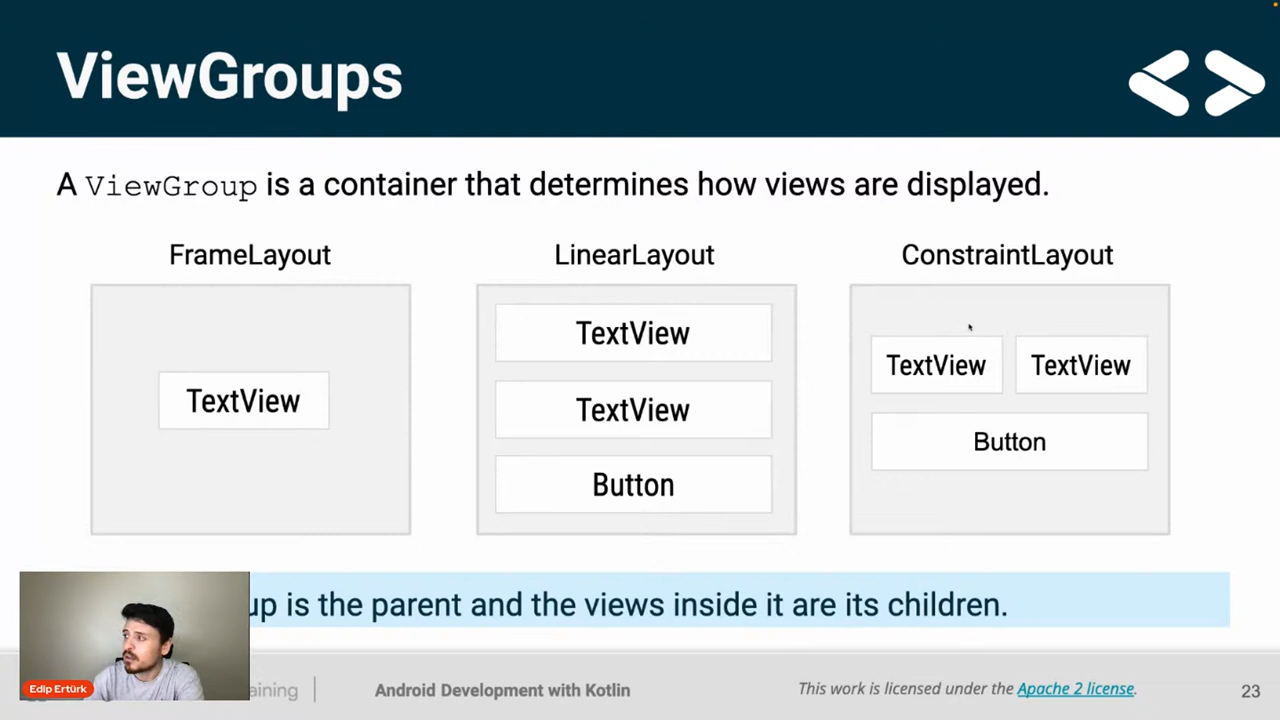 ViewGroups
A ViewGroup is a container that determines how views are displayed.
FrameLayout
LinearLayout
ConstraintLayout
TextView
TextView
TextView
Button
TextView
TextView
Button
is the parent and the views inside it are its children.
Edip Ertürk
Android Development with Kotlin
This work is licensed under the Apache 2 license.
23